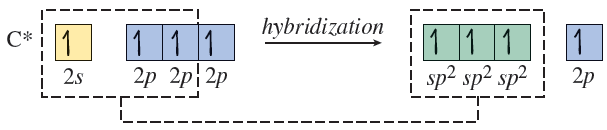 hybridization
C* 1 1 1 1 1 1 1 1
2s 2p 2p 2p sp² sp² sp² 2p